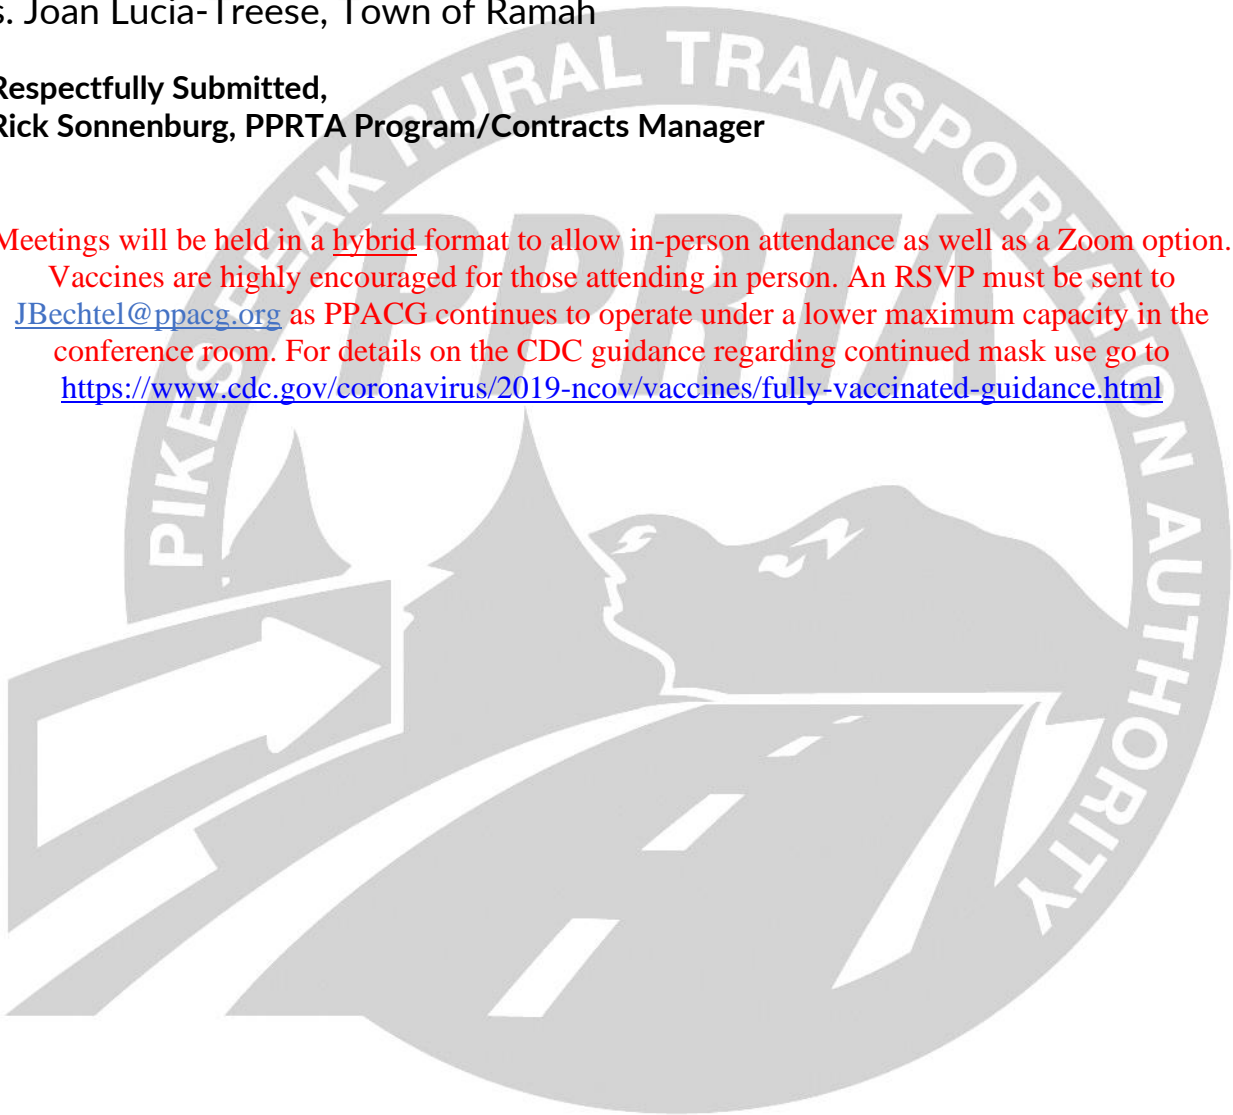 s. Joan Lucia-Treese, Town of Ramah
Respectfully Submitted,
Rick Sonnenburg, PPRTA Program/Contracts Manager
Meetings will be held in a hybrid format to allow in-person attendance as well as a Zoom option.
Vaccines are highly encouraged for those attending in person. An RSVP must be sent to
JBechtel@ppacg.org as PPACG continues to operate under a lower maximum capacity in the
conference room. For details on the CDC guidance regarding continued mask use go to
https://www.cdc.gov/coronavirus/2019-ncov/vaccines/fully-vaccinated-guidance.html
PIKES PEAK RURAL TRANSPORTATION AUTHORITY
PPRTA